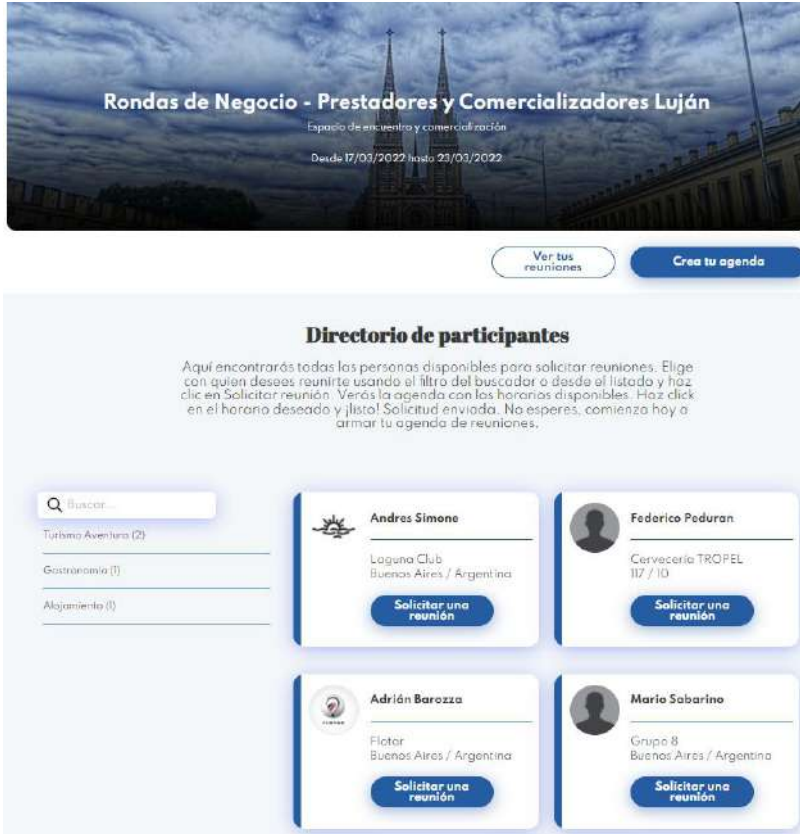 Rondas de Negocio - Prestadores y Comercializadores Luján
Espacio de encuentro y comercialización
Desde 17/03/2022 hasta 23/03/2022
Ver tus
reuniones
Crea tu agenda
Directorio de participantes
Aquí encontrarás todas las personas disponibles para solicitar reuniones. Elige
con quien desees reunirte usando el filtro del buscador o desde el listado y haz
clic en Solicitar reunión. Verás la agenda con los horarios disponibles. Haz click
en el horario deseado y ¡listo! Solicitud enviada. No esperes, comienza hoy a
armar tu agenda de reuniones.
Buscar...
Turismo Aventura (2)
Gastronomía (1)
Alojamiento (1)
Andres Simone
Laguna Club
Buenos Aires / Argentina
Solicitar una
reunión
Federico Peduran
Cervecería TROPEL
117 / 10
Solicitar una
reunión
Adrián Barozza
Flotar
Buenos Aires / Argentina
Solicitar una
reunión
Mario Sabarino
Grupo 8
Buenos Aires / Argentina
Solicitar una
reunión